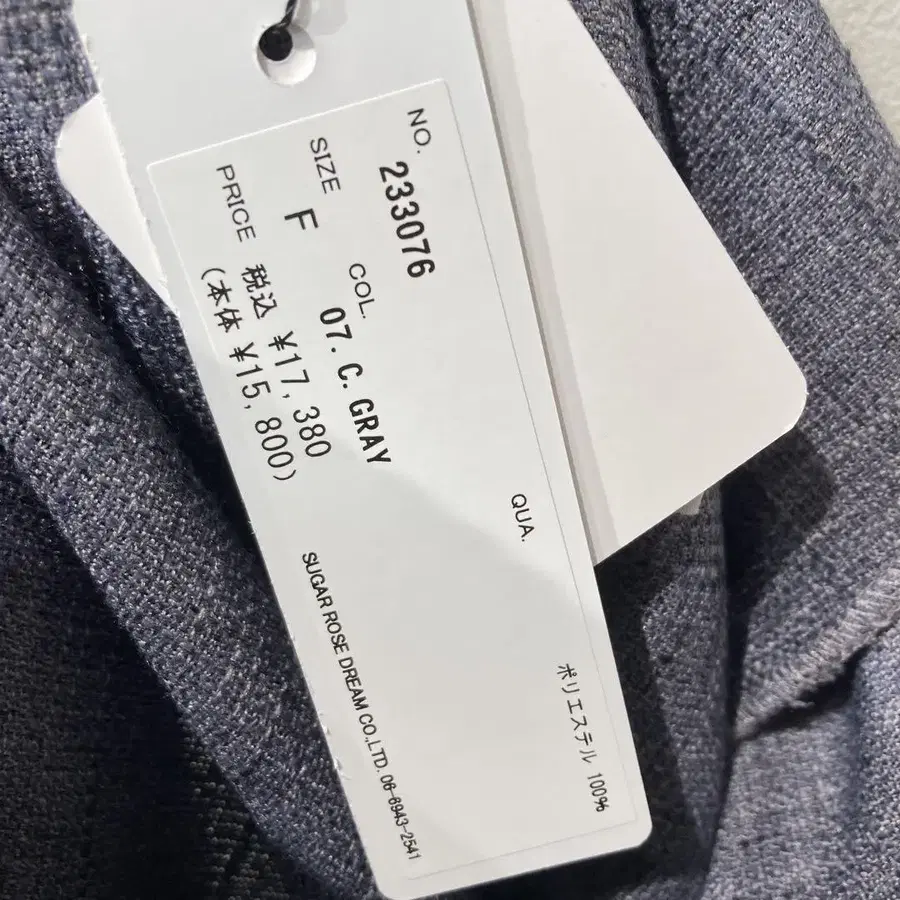 NO. 233076
SIZE F
COL. 07. C. GRAY
PRICE 税込 ¥17, 380
(本体 ¥15, 800)
QUA.
ポリエステル 100%
SUGAR ROSE DREAM CO.,LTD. 06-6943-2541